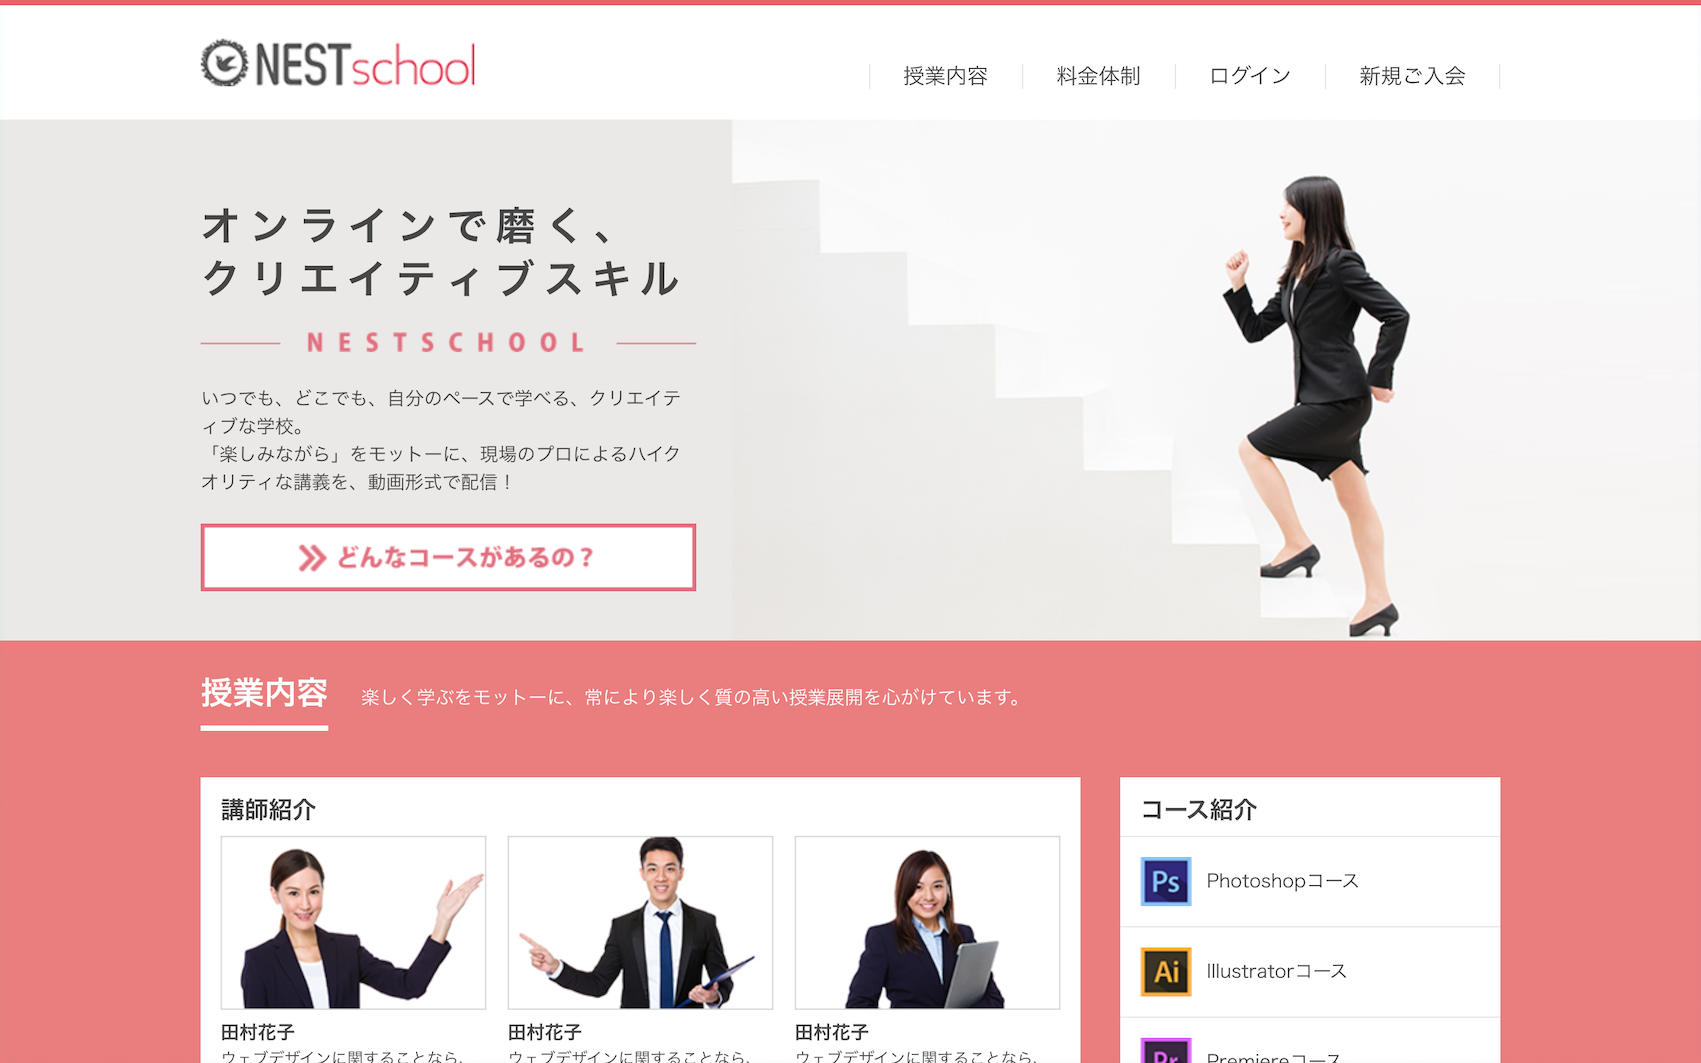 NESTschool
授業内容
料金体制
ログイン
新規ご入会
オンラインで磨く、
クリエイティブスキル
NESTSCHOOL
いつでも、どこでも、自分のペースで学べる、クリエイテ
ィブな学校。
「楽しみながら」をモットーに、現場のプロによるハイク
オリティな講義を、動画形式で配信！
どんなコースがあるの？
授業内容
楽しく学ぶをモットーに、常により楽しく質の高い授業展開を心がけています。
講師紹介
田村花子
ウェブデザインに関することなら、
田村花子
ウェブデザインに関することなら、
田村花子
ウェブデザインに関することなら、
コース紹介
Ps
Photoshopコース
Ai
Illustratorコース
Pr
Premiereコース